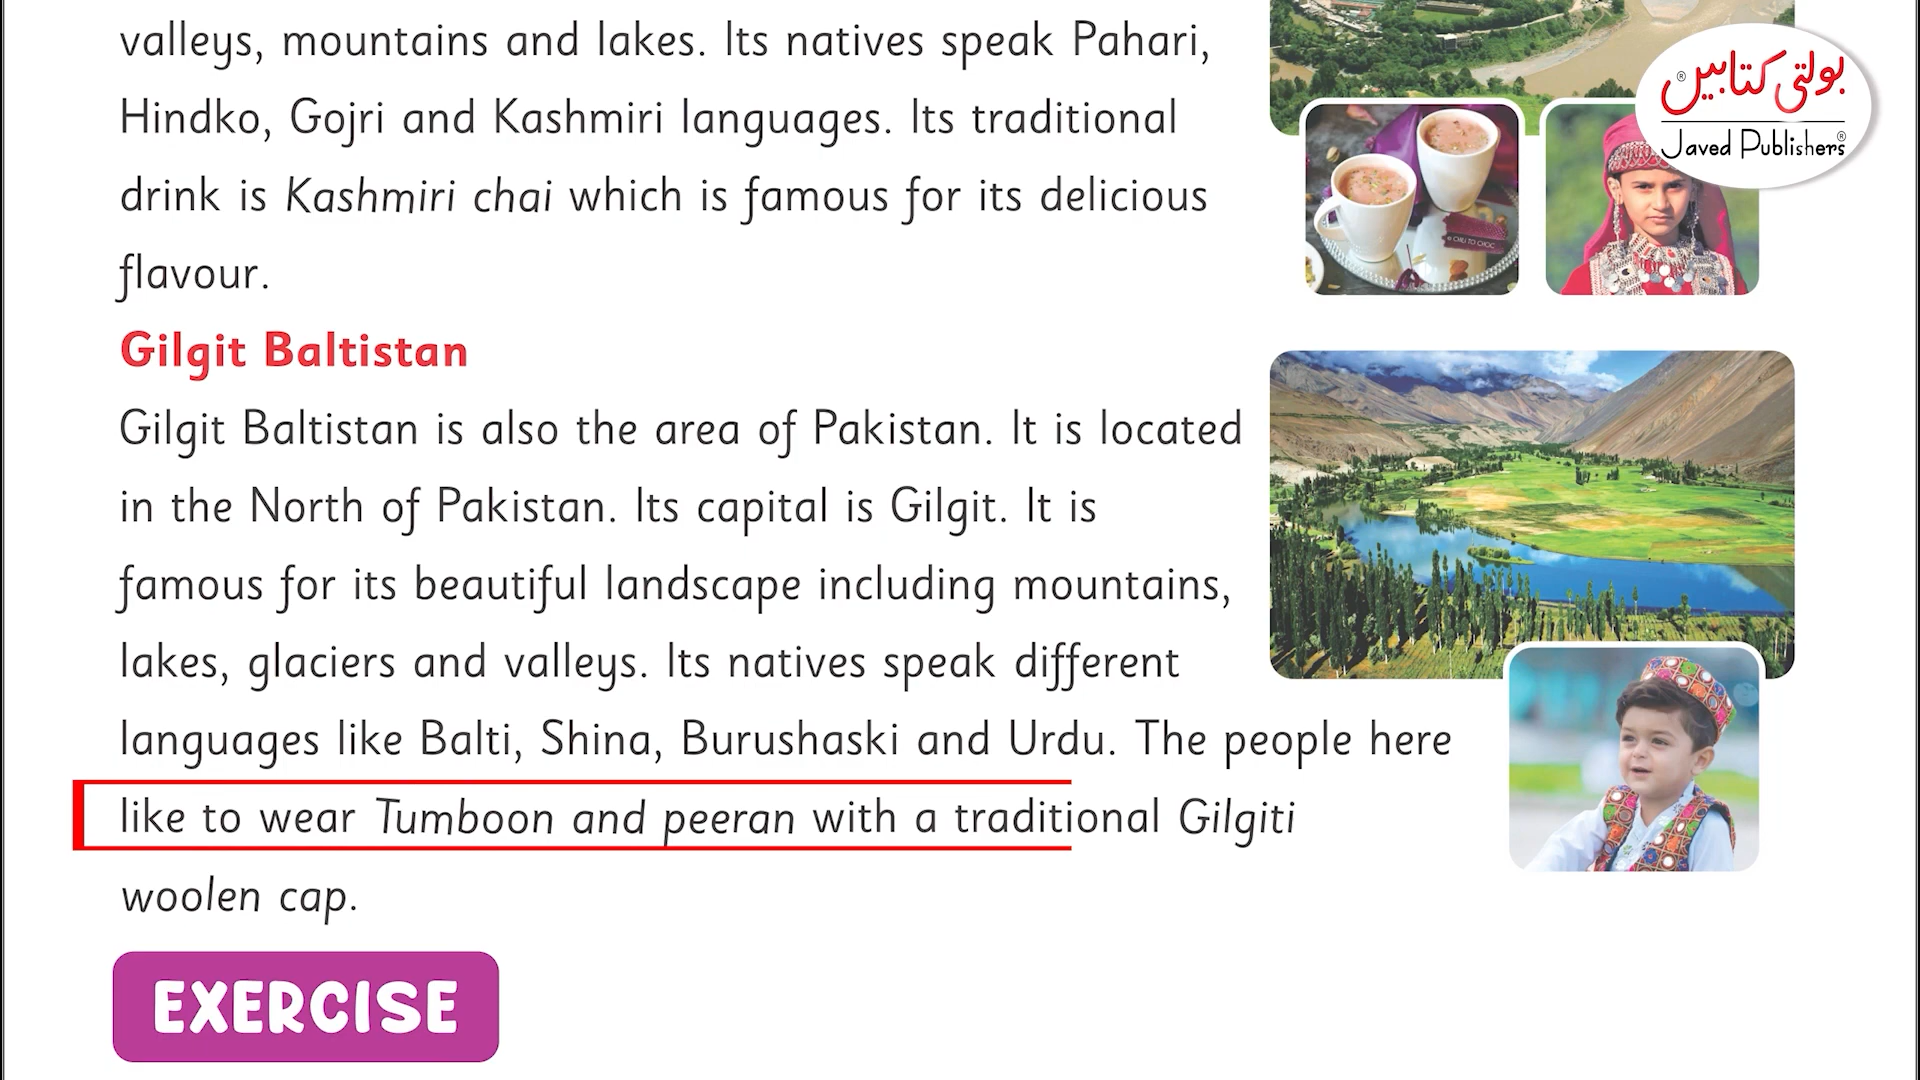 valleys, mountains and lakes. Its natives speak Pahari,
Hindko, Gojri and Kashmiri languages. Its traditional
drink is Kashmiri chai which is famous for its delicious
flavour.
بولتی کتابیں ®
Javed Publishers ®
CHILI TO CHOC
Gilgit Baltistan
Gilgit Baltistan is also the area of Pakistan. It is located
in the North of Pakistan. Its capital is Gilgit. It is
famous for its beautiful landscape including mountains,
lakes, glaciers and valleys. Its natives speak different
languages like Balti, Shina, Burushaski and Urdu. The people here
like to wear Tumboon and peeran with a traditional Gilgiti
woolen cap.
EXERCISE